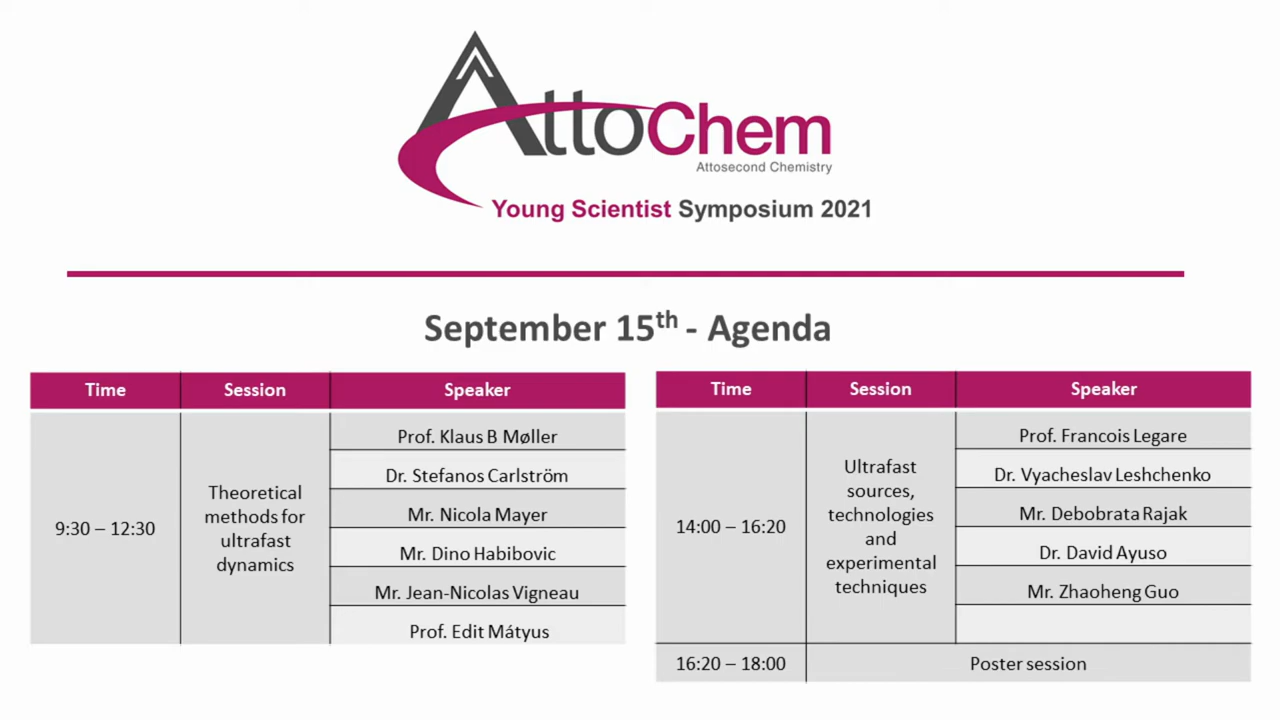 AttoChem
Attosecond Chemistry
Young Scientist Symposium 2021
September 15th - Agenda
Time Session Speaker
9:30 – 12:30
Theoretical
methods for
ultrafast
dynamics
Prof. Klaus B Møller
Dr. Stefanos Carlström
Mr. Nicola Mayer
Mr. Dino Habibovic
Mr. Jean-Nicolas Vigneau
Prof. Edit Mátyus
Time Session Speaker
14:00 – 16:20
Ultrafast
sources,
technologies
and
experimental
techniques
Prof. Francois Legare
Dr. Vyacheslav Leshchenko
Mr. Debobrata Rajak
Dr. David Ayuso
Mr. Zhaoheng Guo
16:20 – 18:00 Poster session